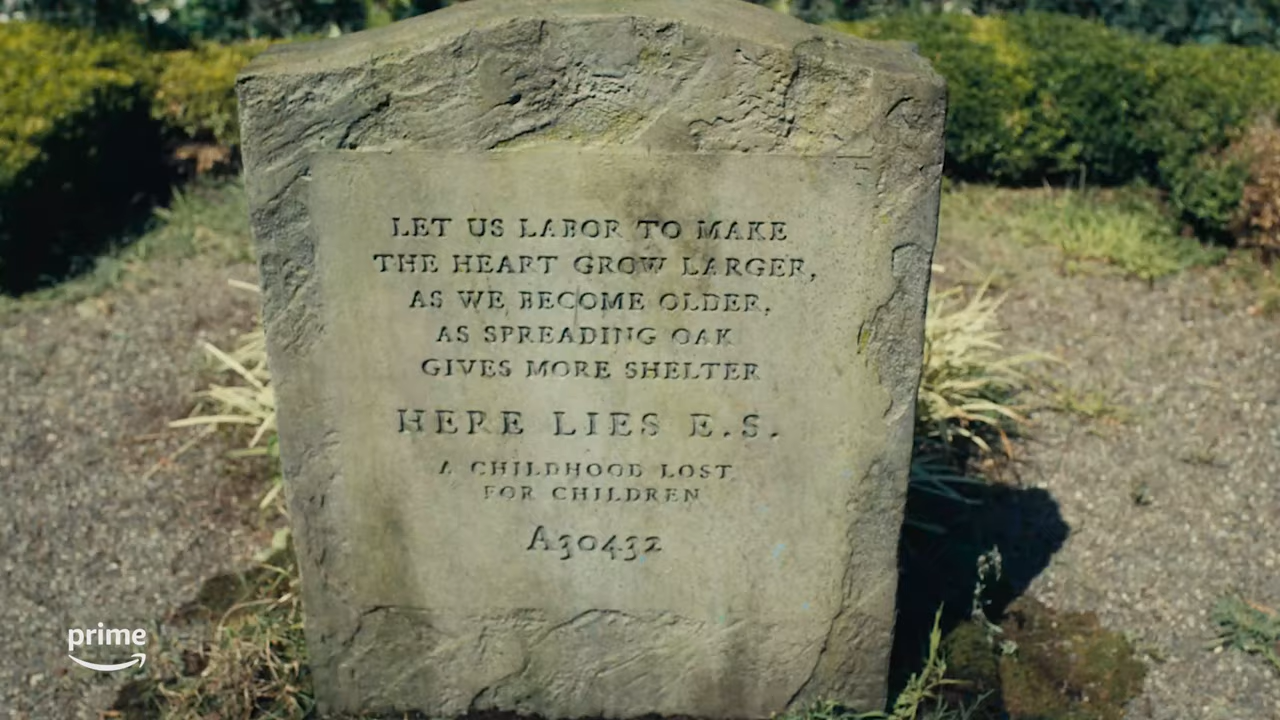 LET US LABOR TO MAKE
THE HEART GROW LARGER,
AS WE BECOME OLDER,
AS SPREADING OAK
GIVES MORE SHELTER
HERE LIES E.S.
A CHILDHOOD LOST
FOR CHILDREN
A30432
prime